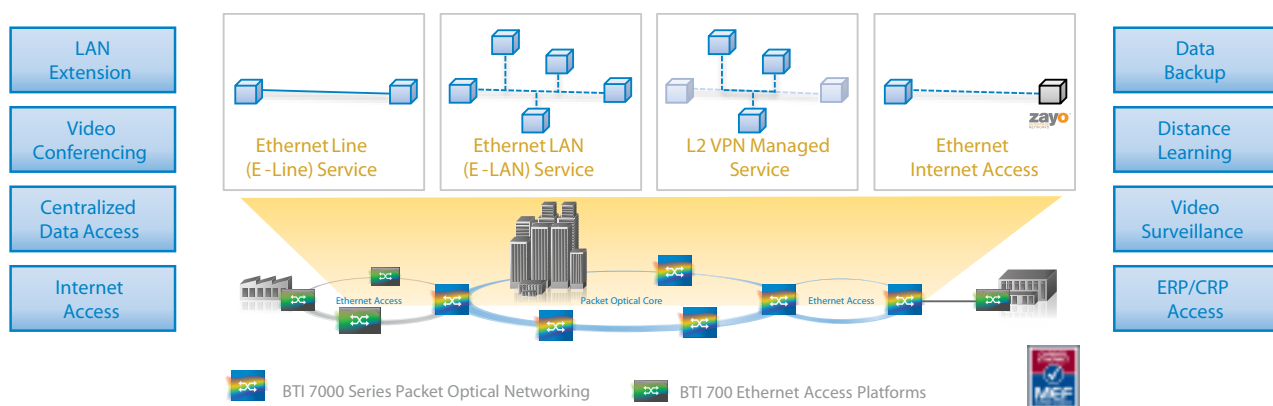 LAN
Extension
Video
Conferencing
Centralized
Data Access
Internet
Access
Ethernet Line
(E-Line) Service
Ethernet LAN
(E-LAN) Service
L2 VPN Managed
Service
zayo
Ethernet
Internet Access
Data
Backup
Distance
Learning
Video
Surveillance
ERP/CRP
Access
Ethernet Access
Packet Optical Core
Ethernet Access
BTI 7000 Series Packet Optical Networking
BTI 700 Ethernet Access Platforms
MEF